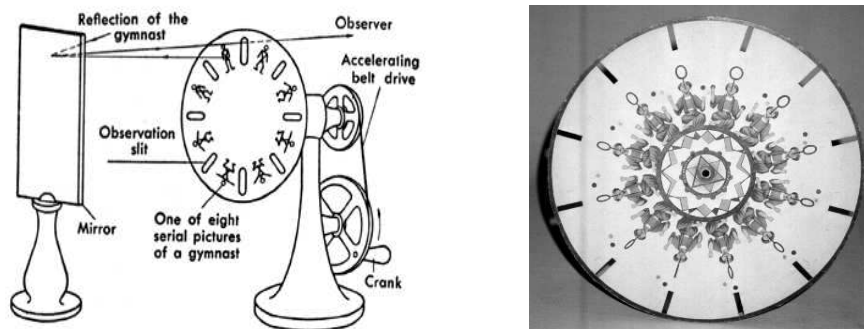 Reflection of the
gymnast
Observer
Accelerating
belt drive
Observation
slit
One of eight
serial pictures
of a gymnast
Mirror
Crank